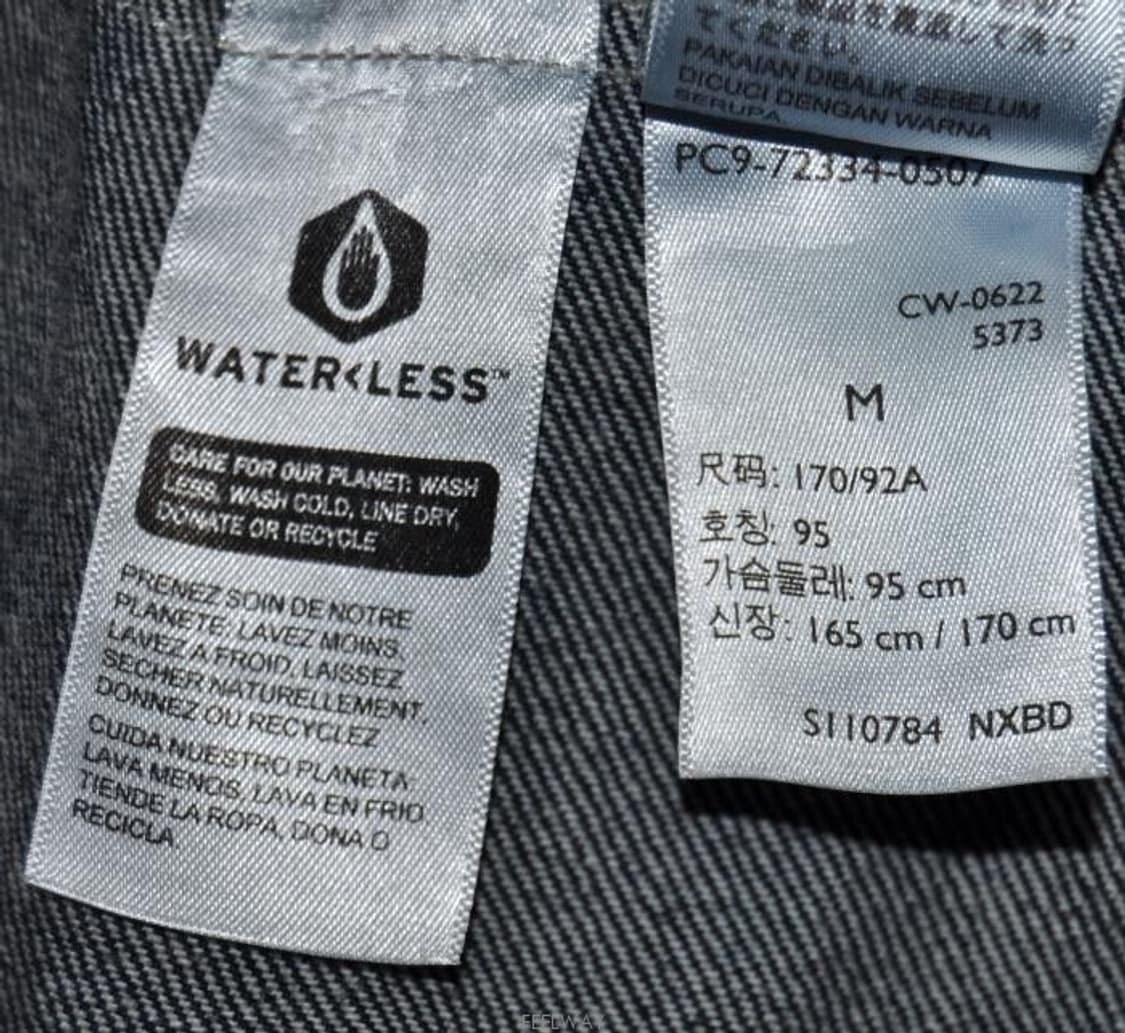 WATER<LESS™
CARE FOR OUR PLANET: WASH
LESS, WASH COLD, LINE DRY,
DONATE OR RECYCLE
PRENEZ SOIN DE NOTRE
PLANETE, LAVEZ MOINS,
LAVEZ A FROID, LAISSEZ
SECHER NATURELLEMENT,
DONNEZ OU RECYCLEZ
CUIDA NUESTRO PLANETA
LAVA MENOS, LAVA EN FRIO
TIENDE LA ROPA, DONA O
RECICLA
てください。
PAKAIAN DIBALIK SEBELUM
DICUCI DENGAN WARNA
SERUPA
PC9-72334-0507
CW-0622
5373
M
尺码: 170/92A
호칭: 95
가슴둘레: 95 cm
신장: 165 cm / 170 cm
S110784 NXBD
FEELWAY